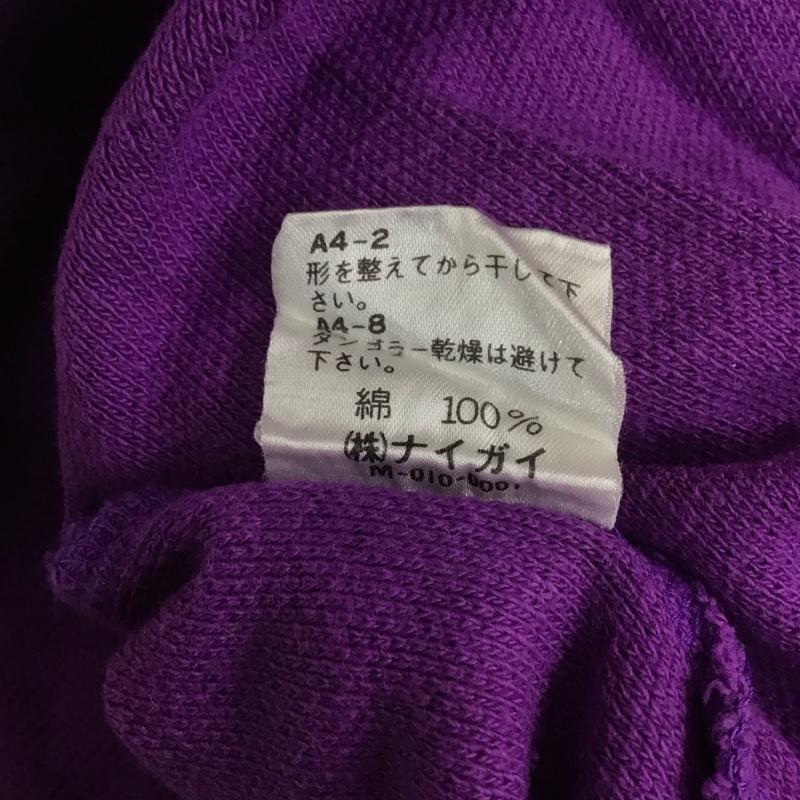 A4-2
形を整えてから干して下
さい。
A4-8
タンブラー乾燥は避けて
下さい。
綿 100%
(株)ナイガイ
M-010-000